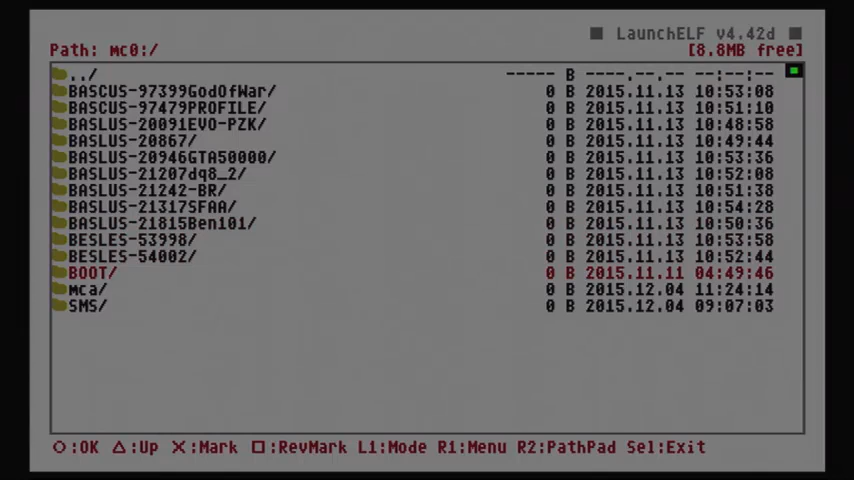 ■ LaunchELF v4.42d ■
Path: mc0:/ [8.8MB free]
../ ----- B ----.--.-- --:--:--
BASCUS-97399GodOfWar/ 0 B 2015.11.13 10:53:08
BASCUS-97479PROFILE/ 0 B 2015.11.13 10:51:10
BASLUS-20091EVO-PZK/ 0 B 2015.11.13 10:48:58
BASLUS-20867/ 0 B 2015.11.13 10:49:44
BASLUS-20946GTA50000/ 0 B 2015.11.13 10:53:36
BASLUS-21207dq8_2/ 0 B 2015.11.13 10:52:08
BASLUS-21242-BR/ 0 B 2015.11.13 10:51:38
BASLUS-21317SFAA/ 0 B 2015.11.13 10:54:28
BASLUS-21815Ben101/ 0 B 2015.11.13 10:50:36
BESLES-53998/ 0 B 2015.11.13 10:53:58
BESLES-54002/ 0 B 2015.11.13 10:52:44
BOOT/ 0 B 2015.11.11 04:49:46
mca/ 0 B 2015.12.04 11:24:14
SMS/ 0 B 2015.12.04 09:07:03
○:OK △:Up ✕:Mark □:RevMark L1:Mode R1:Menu R2:PathPad Sel:Exit